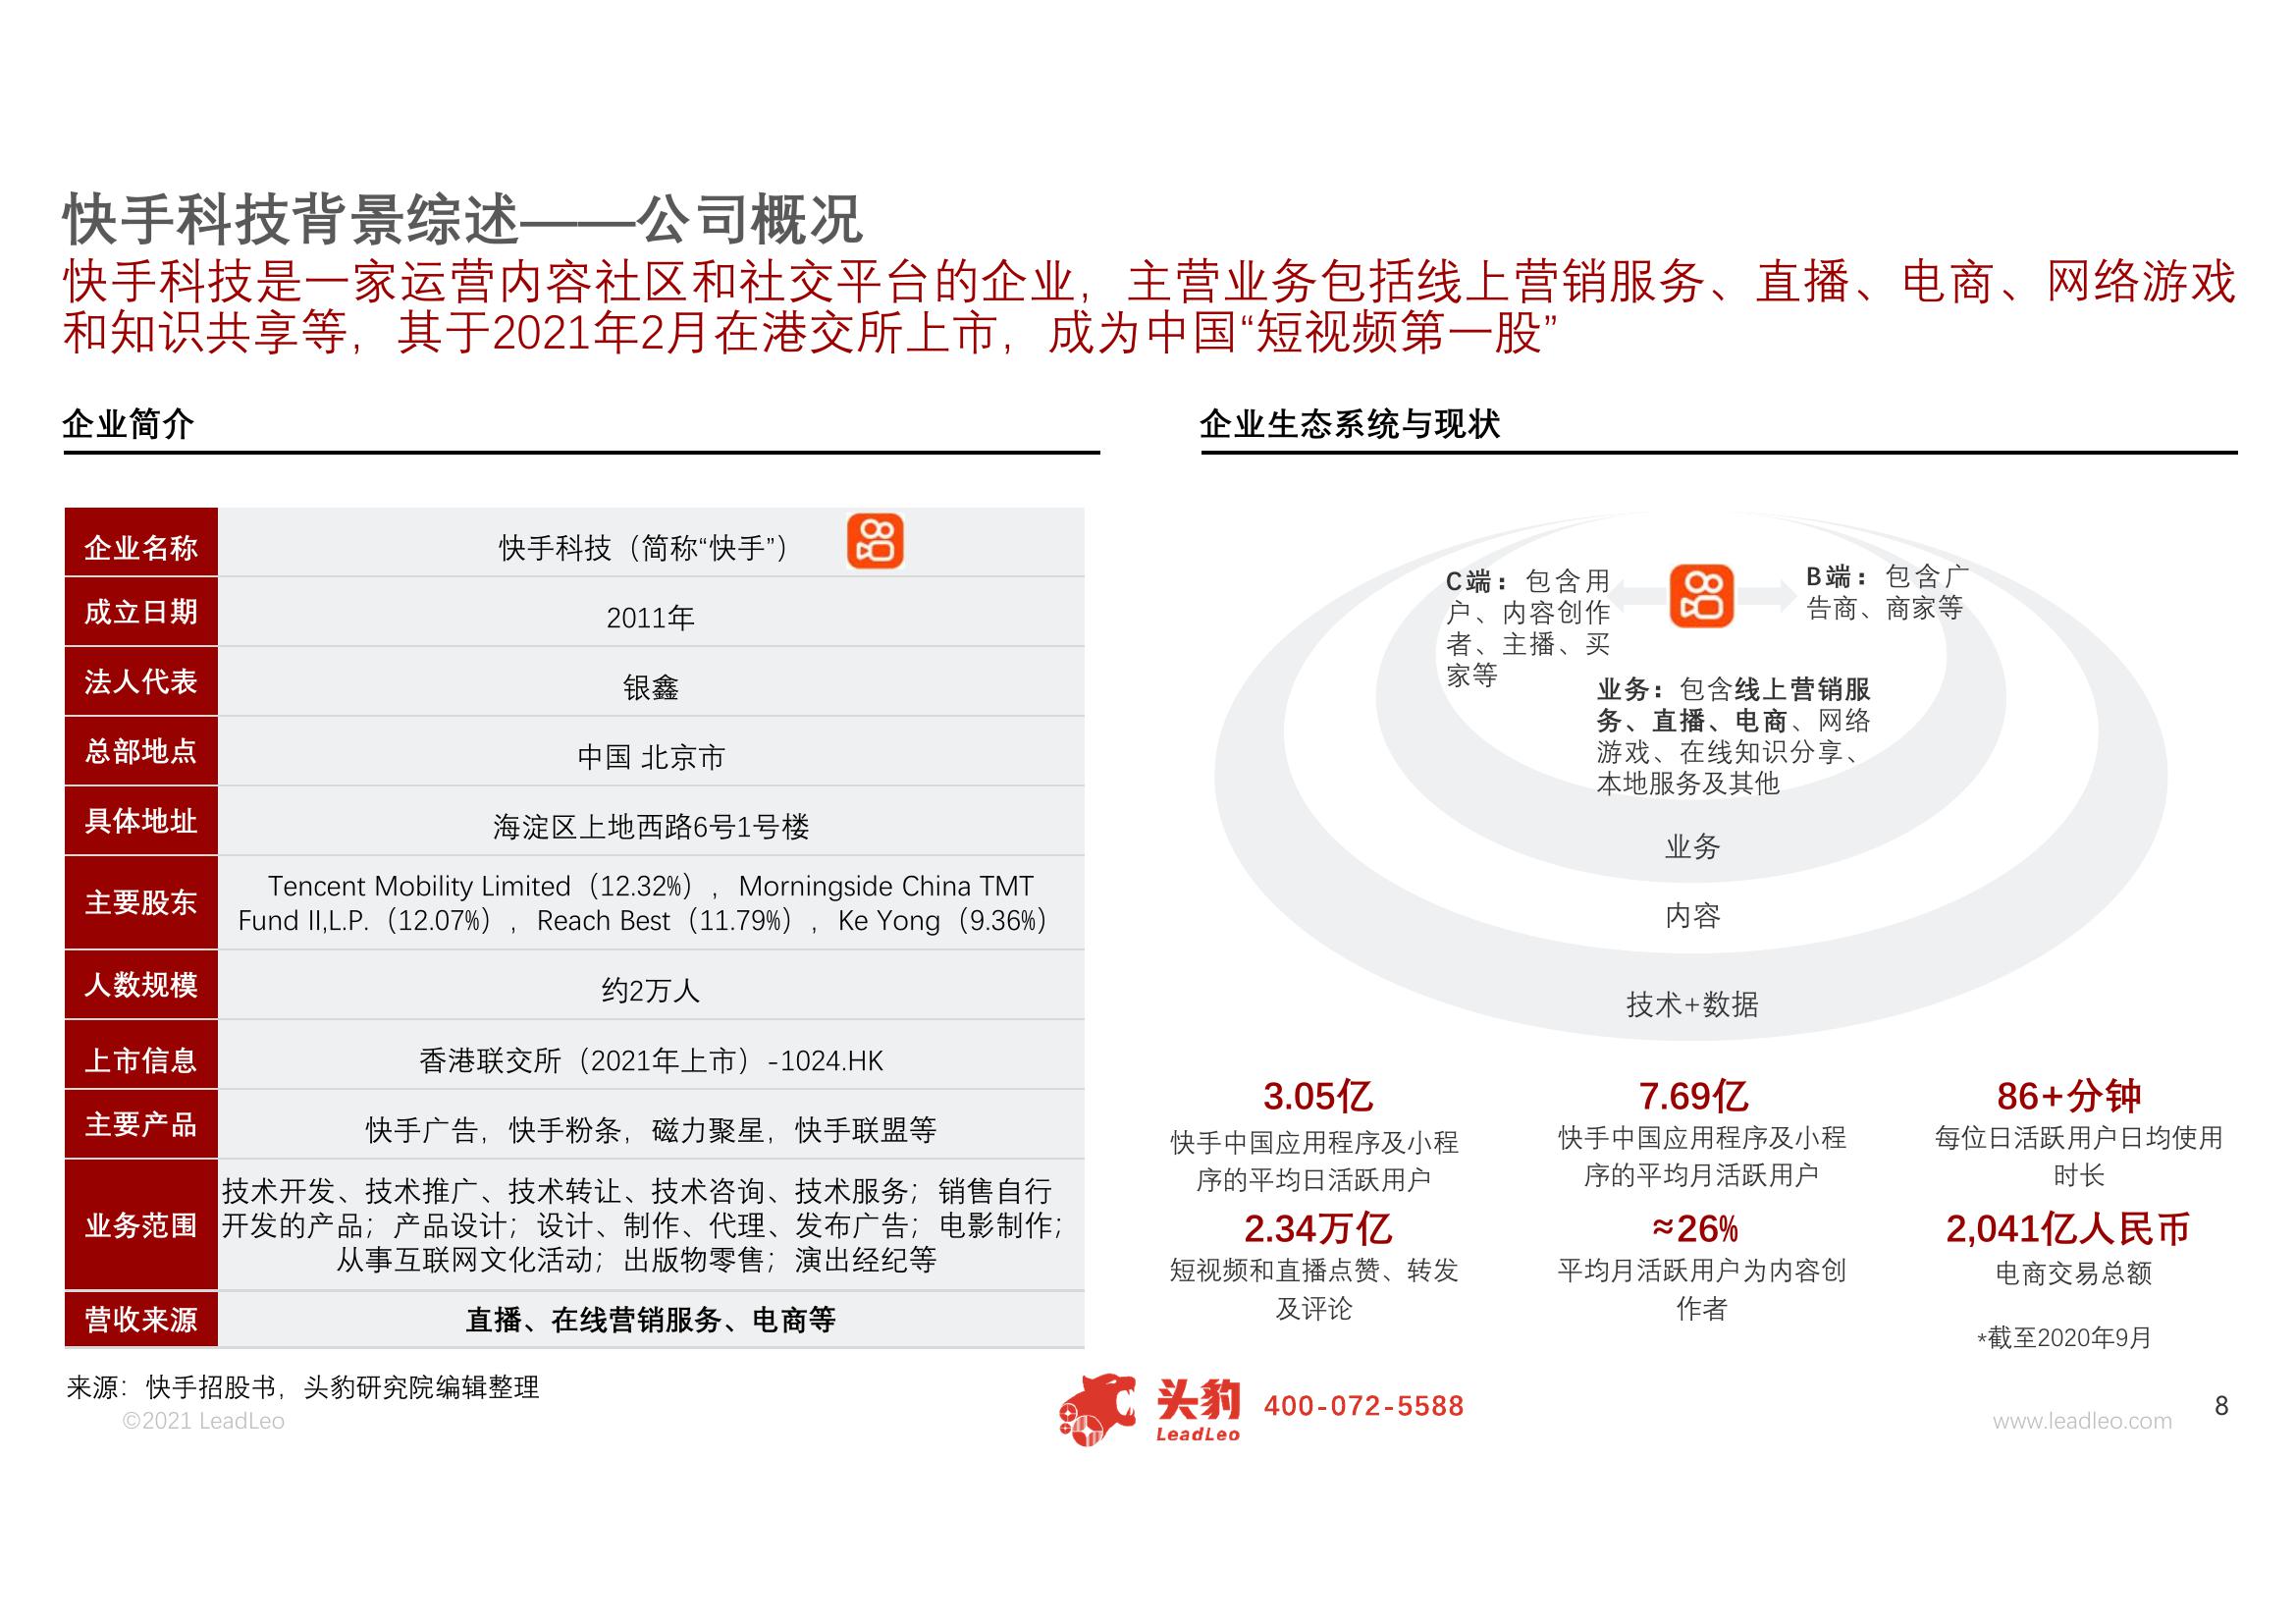 快手科技背景综述——公司概况
快手科技是一家运营内容社区和社交平台的企业，主营业务包括线上营销服务、直播、电商、网络游戏
和知识共享等，其于2021年2月在港交所上市，成为中国“短视频第一股”
企业简介
企业名称
快手科技（简称“快手”）
成立日期
2011年
法人代表
银鑫
总部地点
中国 北京市
具体地址
海淀区上地西路6号1号楼
主要股东
Tencent Mobility Limited（12.32%），Morningside China TMT
Fund II,L.P.（12.07%），Reach Best（11.79%），Ke Yong（9.36%）
人数规模
约2万人
上市信息
香港联交所（2021年上市）-1024.HK
主要产品
快手广告，快手粉条，磁力聚星，快手联盟等
业务范围
技术开发、技术推广、技术转让、技术咨询、技术服务；销售自行
开发的产品；产品设计；设计、制作、代理、发布广告；电影制作；
从事互联网文化活动；出版物零售；演出经纪等
营收来源
直播、在线营销服务、电商等
企业生态系统与现状
C端：包含用
户、内容创作
者、主播、买
家等
B端：包含广
告商、商家等
业务：包含线上营销服
务、直播、电商、网络
游戏、在线知识分享、
本地服务及其他
业务
内容
技术+数据
3.05亿
快手中国应用程序及小程
序的平均日活跃用户
7.69亿
快手中国应用程序及小程
序的平均月活跃用户
86+分钟
每位日活跃用户日均使用
时长
2.34万亿
短视频和直播点赞、转发
及评论
≈26%
平均月活跃用户为内容创
作者
2,041亿人民币
电商交易总额
*截至2020年9月
来源：快手招股书，头豹研究院编辑整理
©2021 LeadLeo
头豹
LeadLeo
400-072-5588
www.leadleo.com
8